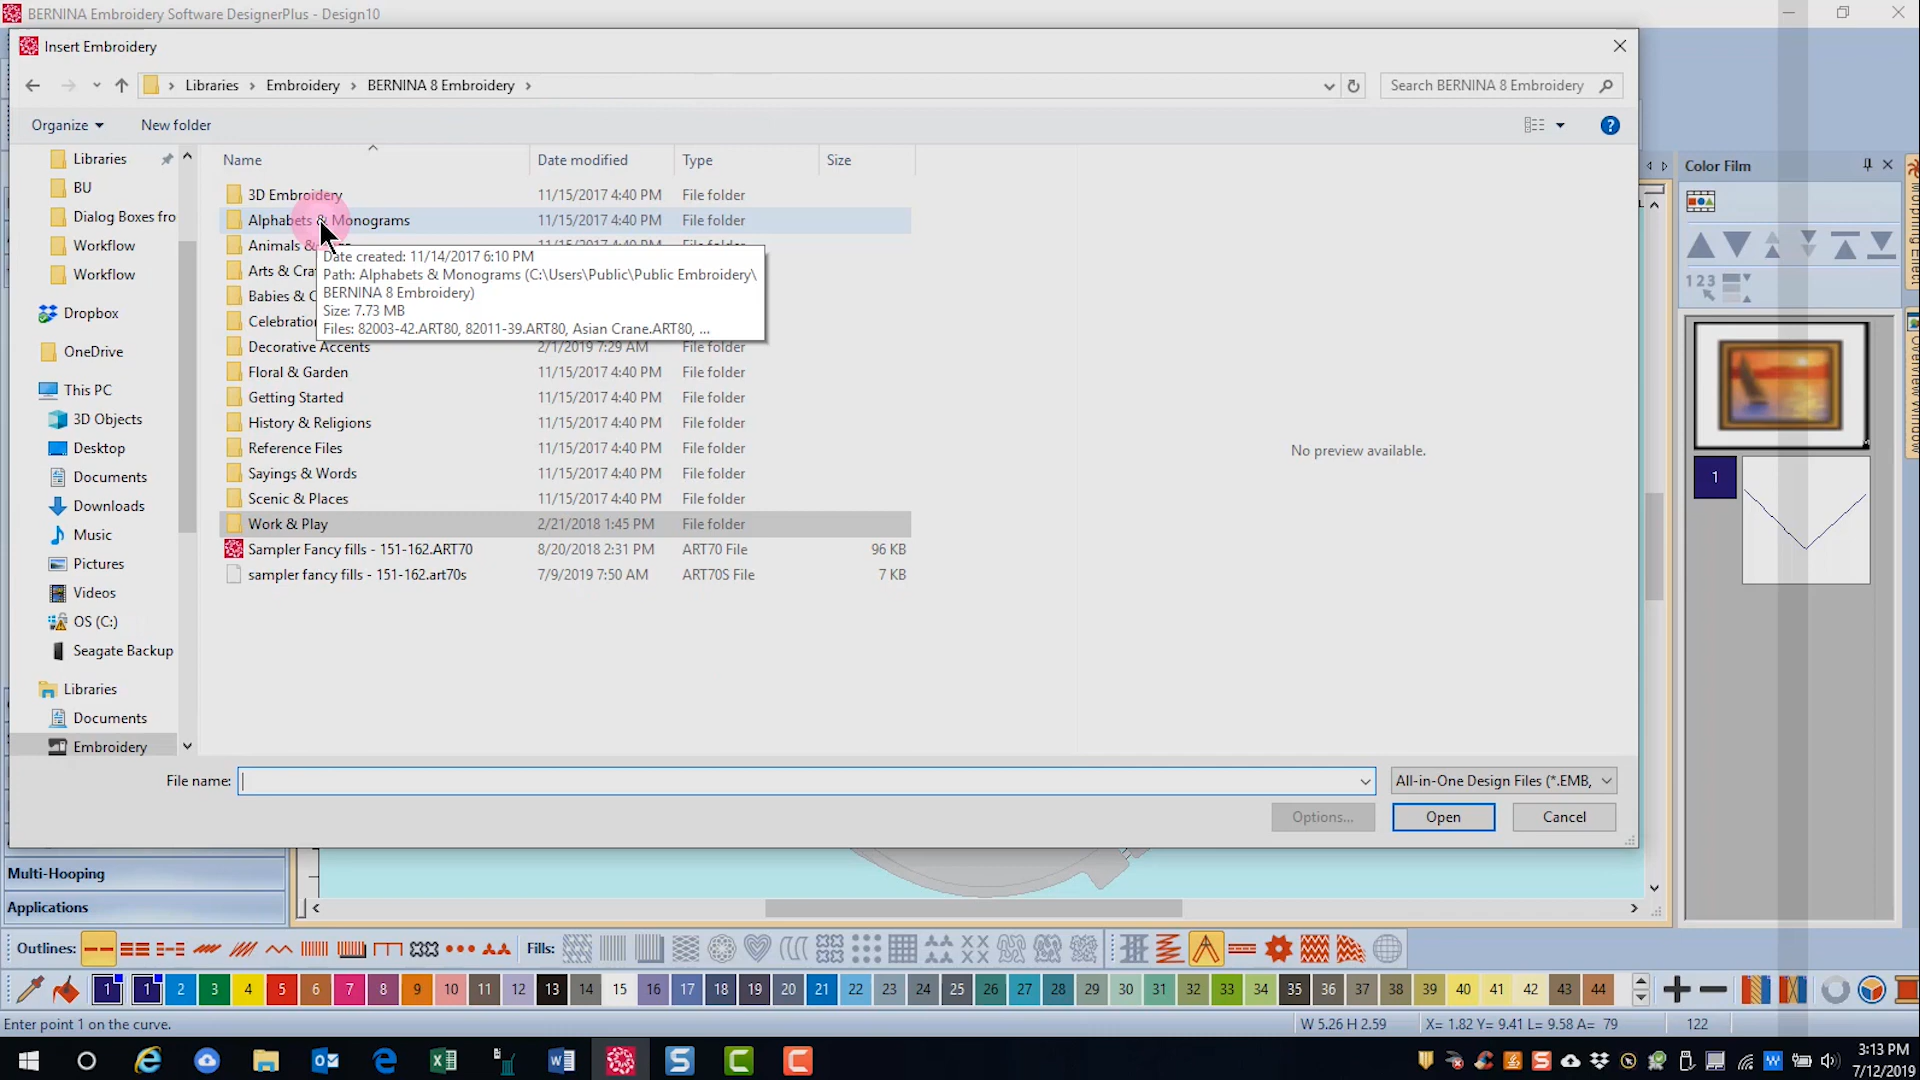 BERNINA Embroidery Software DesignerPlus - Design10
Insert Embroidery
Libraries > Embroidery > BERNINA 8 Embroidery >
Search BERNINA 8 Embroidery
Organize New folder
Name Date modified Type Size
Libraries
BU
Dialog Boxes fro
Workflow
Workflow
Dropbox
OneDrive
This PC
3D Objects
Desktop
Documents
Downloads
Music
Pictures
Videos
OS (C:)
Seagate Backup
Libraries
Documents
Embroidery
3D Embroidery 11/15/2017 4:40 PM File folder
Alphabets & Monograms 11/15/2017 4:40 PM File folder
Animals & 11/15/2017 4:40 PM File folder
Arts & Cra
Babies & C
Celebration
Date created: 11/14/2017 6:10 PM
Path: Alphabets & Monograms (C:\Users\Public\Public Embroidery\
BERNINA 8 Embroidery)
Size: 7.73 MB
Files: 82003-42.ART80, 82011-39.ART80, Asian Crane.ART80, ...
Decorative Accents 2/1/2019 7:29 AM File folder
Floral & Garden 11/15/2017 4:40 PM File folder
Getting Started 11/15/2017 4:40 PM File folder
History & Religions 11/15/2017 4:40 PM File folder
Reference Files 11/15/2017 4:40 PM File folder
Sayings & Words 11/15/2017 4:40 PM File folder
Scenic & Places 11/15/2017 4:40 PM File folder
Work & Play 2/21/2018 1:45 PM File folder
Sampler Fancy fills - 151-162.ART70 8/20/2018 2:31 PM ART70 File 96 KB
sampler fancy fills - 151-162.art70s 7/9/2019 7:50 AM ART70S File 7 KB
No preview available.
File name:
All-in-One Design Files (*.EMB,
Options... Open Cancel
Color Film
1 2 3
1
Morphing Effect
Overview Window
Multi-Hooping
Applications
Outlines: Fills:
1 1 2 3 4 5 6 7 8 9 10 11 12 13 14 15 16 17 18 19 20 21 22 23 24 25 26 27 28 29 30 31 32 33 34 35 36 37 38 39 40 41 42 43 44
Enter point 1 on the curve.
W 5.26 H 2.59 X= 1.82 Y= 9.41 L= 9.58 A= 79 122
3:13 PM
7/12/2019